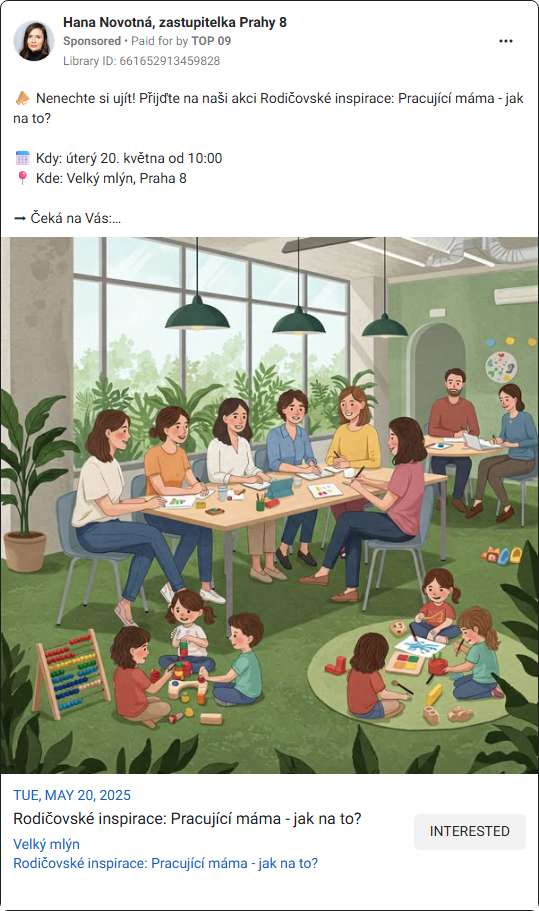 Hana Novotná, zastupitelka Prahy 8
Sponsored • Paid for by TOP 09
Library ID: 661652913459828
📣 Nenechte si ujít! Přijďte na naši akci Rodičovské inspirace: Pracující máma - jak
na to?
🗓️ Kdy: úterý 20. května od 10:00
📍 Kde: Velký mlýn, Praha 8
➞ Čeká na Vás:...
TUE, MAY 20, 2025
Rodičovské inspirace: Pracující máma - jak na to?
INTERESTED
Velký mlýn
Rodičovské inspirace: Pracující máma - jak na to?